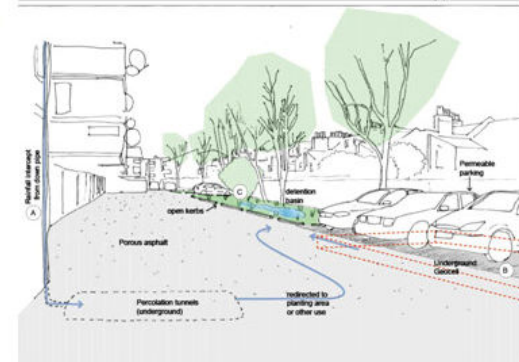 Rainfall intercept
from down pipe
A
Porous asphalt
open kerbs
C
detention
basin
Permeable
parking
Underground
Geocell
B
Percolation tunnels
(underground)
redirected to
planting area
or other use